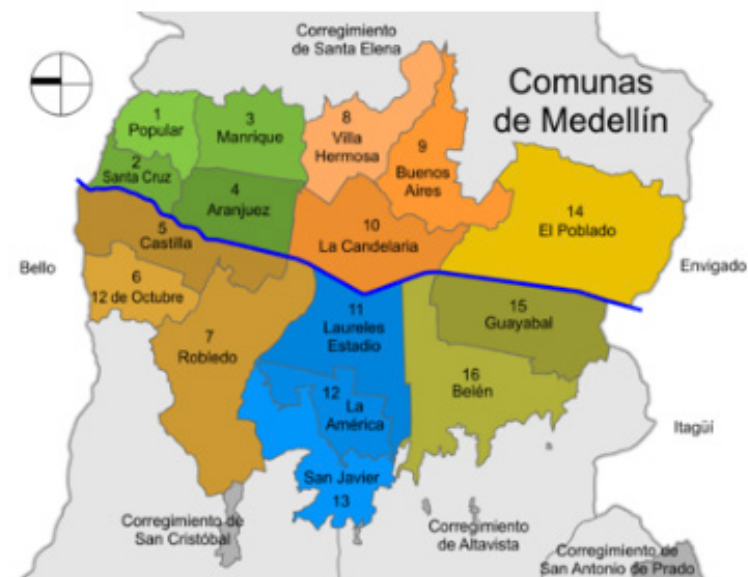 Corregimiento
de Santa Elena
Comunas
de Medellín
1
Popular
3
Manrique
8
Villa
Hermosa
9
Buenos
Aires
2
Santa Cruz
4
Aranjuez
14
El Poblado
10
La Candelaria
5
Castilla
Bello
Envigado
6
12 de Octubre
7
Robledo
11
Laureles
Estadio
15
Guayabal
16
Belén
12
La
América
Itagüí
San Javier
13
Corregimiento de
San Cristóbal
Corregimiento
de Altavista
Corregimiento de
San Antonio de Prado